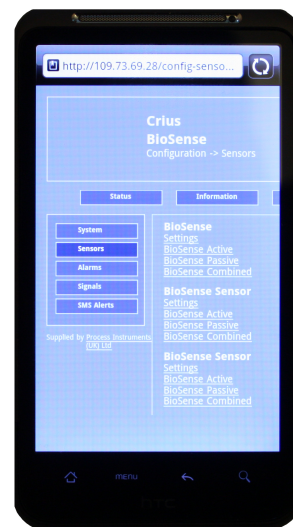 http://109.73.69.28/config-senso...
Crius
BioSense
Configuration -> Sensors
Status
Information
System
Sensors
Alarms
Signals
SMS Alerts
Supplied by Process Instruments
(UK) Ltd
BioSense
Settings
BioSense Active
BioSense Passive
BioSense Combined
BioSense Sensor
Settings
BioSense Active
BioSense Passive
BioSense Combined
BioSense Sensor
Settings
BioSense Active
BioSense Passive
BioSense Combined
menu
hTC